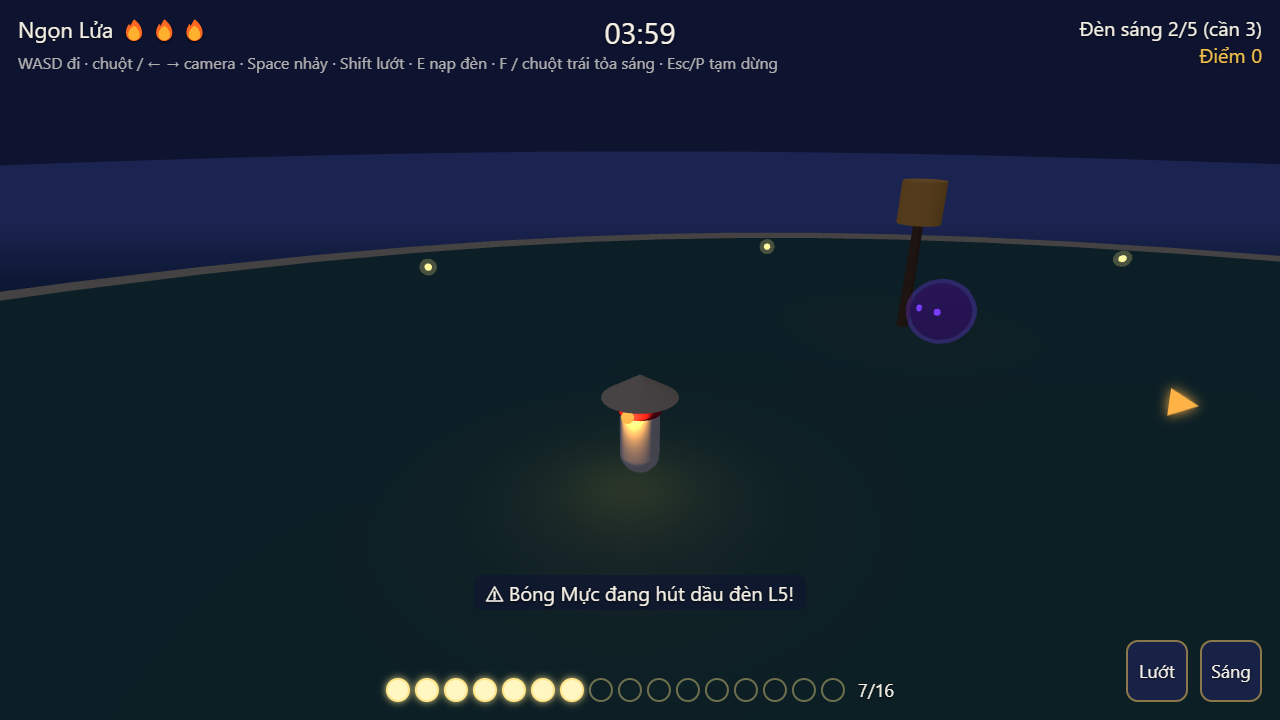 Ngọn Lửa
03:59
Đèn sáng 2/5 (cần 3)
WASD đi · chuột / ← → camera · Space nhảy · Shift lướt · E nạp đèn · F / chuột trái tỏa sáng · Esc/P tạm dừng
Điểm 0
⚠ Bóng Mực đang hút dầu đèn L5!
7/16
Lướt
Sáng